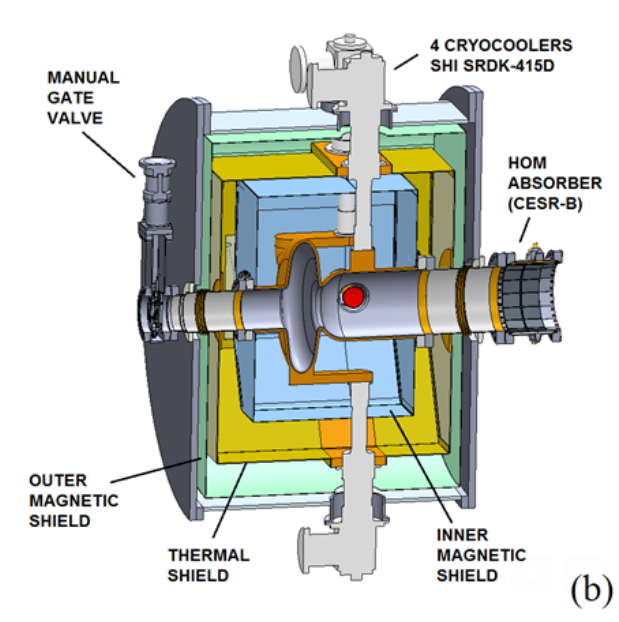 4 CRYOCOOLERS
SHI SRDK-415D
MANUAL
GATE
VALVE
HOM
ABSORBER
(CESR-B)
OUTER
MAGNETIC
SHIELD
THERMAL
SHIELD
INNER
MAGNETIC
SHIELD
(b)